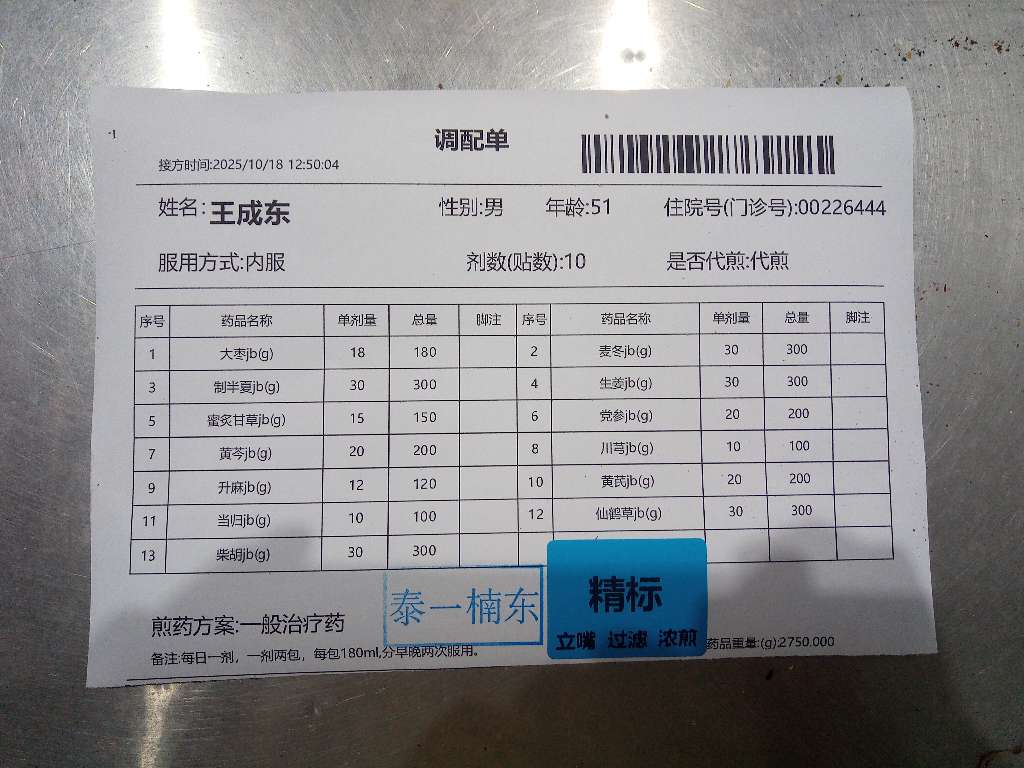 -1
调配单
接方时间:2025/10/18 12:50:04
姓名:王成东 性别:男 年龄:51 住院号(门诊号):00226444
服用方式:内服 剂数(贴数):10 是否代煎:代煎
序号 药品名称 单剂量 总量 脚注 序号 药品名称 单剂量 总量 脚注
1 大枣jb(g) 18 180 2 麦冬jb(g) 30 300
3 制半夏jb(g) 30 300 4 生姜jb(g) 30 300
5 蜜炙甘草jb(g) 15 150 6 党参jb(g) 20 200
7 黄芩jb(g) 20 200 8 川芎jb(g) 10 100
9 升麻jb(g) 12 120 10 黄芪jb(g) 20 200
11 当归jb(g) 10 100 12 仙鹤草jb(g) 30 300
13 柴胡jb(g) 30 300
泰一楠东
精标
立嘴 过滤 浓煎
煎药方案:一般治疗药
备注:每日一剂，一剂两包，每包180ml,分早晚两次服用。 药品重量:(g):2750.000